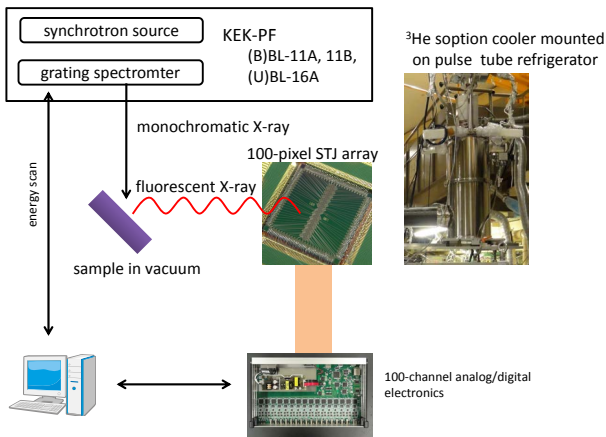 synchrotron source
KEK-PF
(B)BL-11A, 11B,
(U)BL-16A
grating spectromter
³He soption cooler mounted
on pulse tube refrigerator
monochromatic X-ray
100-pixel STJ array
fluorescent X-ray
energy scan
sample in vacuum
100-channel analog/digital
electronics